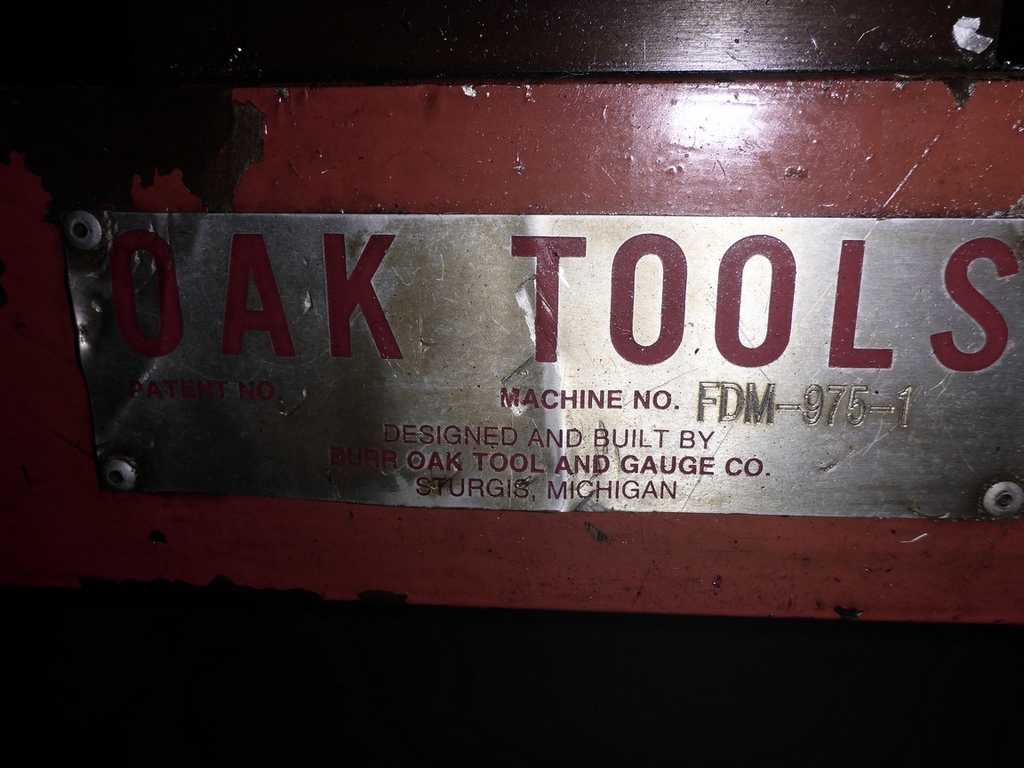 OAK TOOLS
PATENT NO. MACHINE NO. FDM-975-1
DESIGNED AND BUILT BY
BURR OAK TOOL AND GAUGE CO.
STURGIS, MICHIGAN